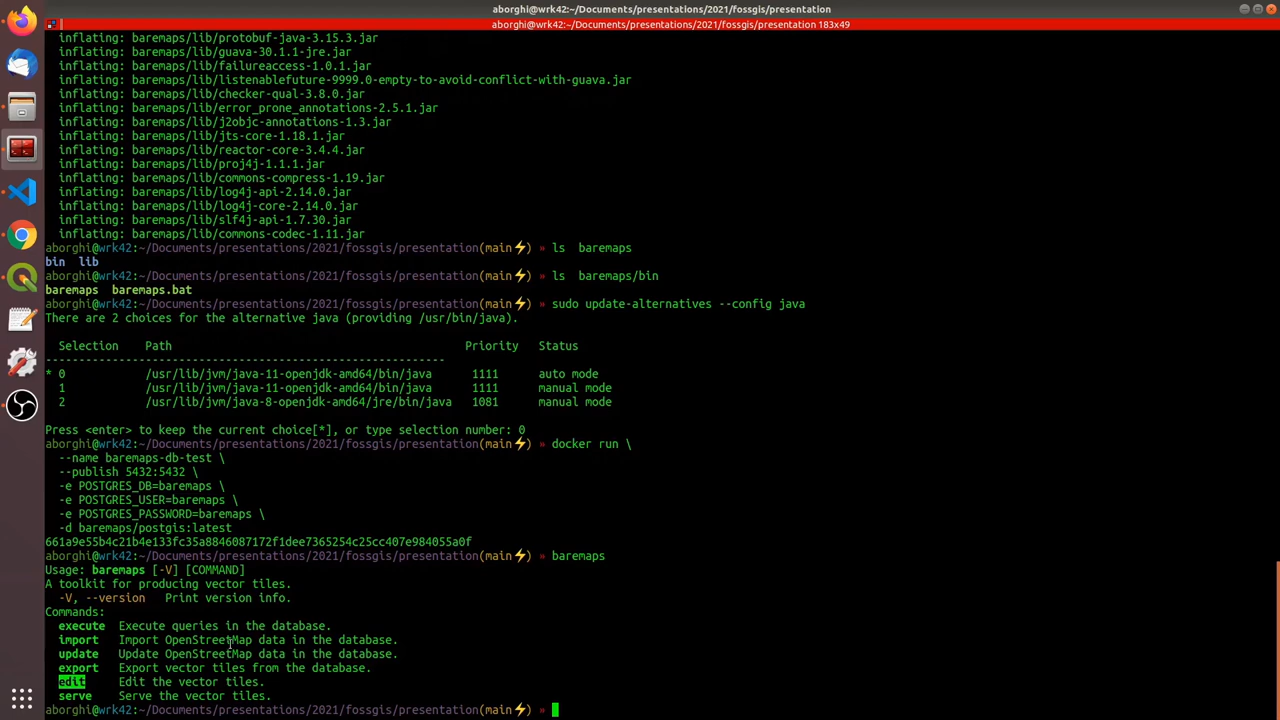 aborghi@wrk42:~/Documents/presentations/2021/fossgis/presentation
aborghi@wrk42:~/Documents/presentations/2021/fossgis/presentation 183x49
inflating: baremaps/lib/protobuf-java-3.15.3.jar
inflating: baremaps/lib/guava-30.1.1-jre.jar
inflating: baremaps/lib/failureaccess-1.0.1.jar
inflating: baremaps/lib/listenablefuture-9999.0-empty-to-avoid-conflict-with-guava.jar
inflating: baremaps/lib/checker-qual-3.8.0.jar
inflating: baremaps/lib/error_prone_annotations-2.5.1.jar
inflating: baremaps/lib/j2objc-annotations-1.3.jar
inflating: baremaps/lib/jts-core-1.18.1.jar
inflating: baremaps/lib/reactor-core-3.4.4.jar
inflating: baremaps/lib/proj4j-1.1.1.jar
inflating: baremaps/lib/commons-compress-1.19.jar
inflating: baremaps/lib/log4j-api-2.14.0.jar
inflating: baremaps/lib/log4j-core-2.14.0.jar
inflating: baremaps/lib/slf4j-api-1.7.30.jar
inflating: baremaps/lib/commons-codec-1.11.jar
aborghi@wrk42:~/Documents/presentations/2021/fossgis/presentation(main⚡) » ls  baremaps
bin  lib
aborghi@wrk42:~/Documents/presentations/2021/fossgis/presentation(main⚡) » ls  baremaps/bin
baremaps  baremaps.bat
aborghi@wrk42:~/Documents/presentations/2021/fossgis/presentation(main⚡) » sudo update-alternatives --config java
There are 2 choices for the alternative java (providing /usr/bin/java).
Selection    Path                                      Priority   Status
------------------------------------------------------------
* 0            /usr/lib/jvm/java-11-openjdk-amd64/bin/java      1111      auto mode
1            /usr/lib/jvm/java-11-openjdk-amd64/bin/java      1111      manual mode
2            /usr/lib/jvm/java-8-openjdk-amd64/jre/bin/java   1081      manual mode
Press <enter> to keep the current choice[*], or type selection number: 0
aborghi@wrk42:~/Documents/presentations/2021/fossgis/presentation(main⚡) » docker run \
--name baremaps-db-test \
--publish 5432:5432 \
-e POSTGRES_DB=baremaps \
-e POSTGRES_USER=baremaps \
-e POSTGRES_PASSWORD=baremaps \
-d baremaps/postgis:latest
661a9e55b4c21b4e133fc35a8846087172f1dee7365254c25cc407e984055a0f
aborghi@wrk42:~/Documents/presentations/2021/fossgis/presentation(main⚡) » baremaps
Usage: baremaps [-V] [COMMAND]
A toolkit for producing vector tiles.
-V, --version   Print version info.
Commands:
execute  Execute queries in the database.
import   Import OpenStreetMap data in the database.
update   Update OpenStreetMap data in the database.
export   Export vector tiles from the database.
edit     Edit the vector tiles.
serve    Serve the vector tiles.
aborghi@wrk42:~/Documents/presentations/2021/fossgis/presentation(main⚡) »